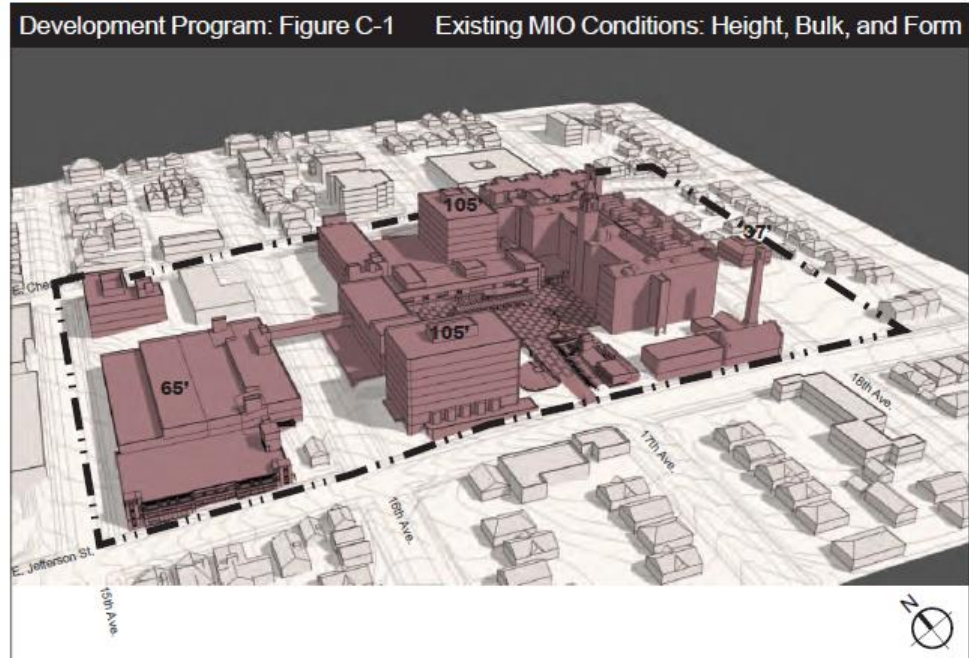 Development Program: Figure C-1 Existing MIO Conditions: Height, Bulk, and Form
105'
37'
E. Che
105'
65'
18th Ave.
17th Ave.
16th Ave.
E. Jefferson St.
15th Ave.
N